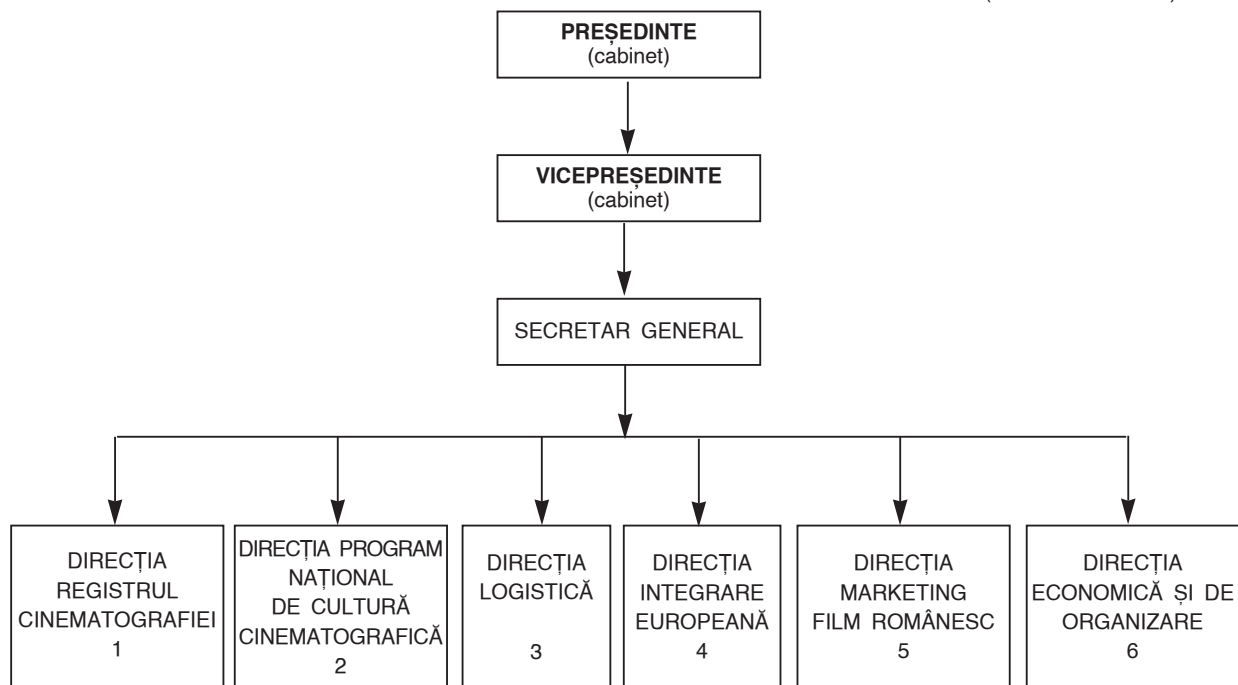 PREȘEDINTE
(cabinet)
VICEPREȘEDINTE
(cabinet)
SECRETAR GENERAL
DIRECȚIA
REGISTRUL
CINEMATOGRAFIEI
1
DIRECȚIA PROGRAM
NAȚIONAL
DE CULTURĂ
CINEMATOGRAFICĂ
2
DIRECȚIA
LOGISTICĂ
3
DIRECȚIA
INTEGRARE
EUROPEANĂ
4
DIRECȚIA
MARKETING
FILM ROMÂNESC
5
DIRECȚIA
ECONOMICĂ ȘI DE
ORGANIZARE
6